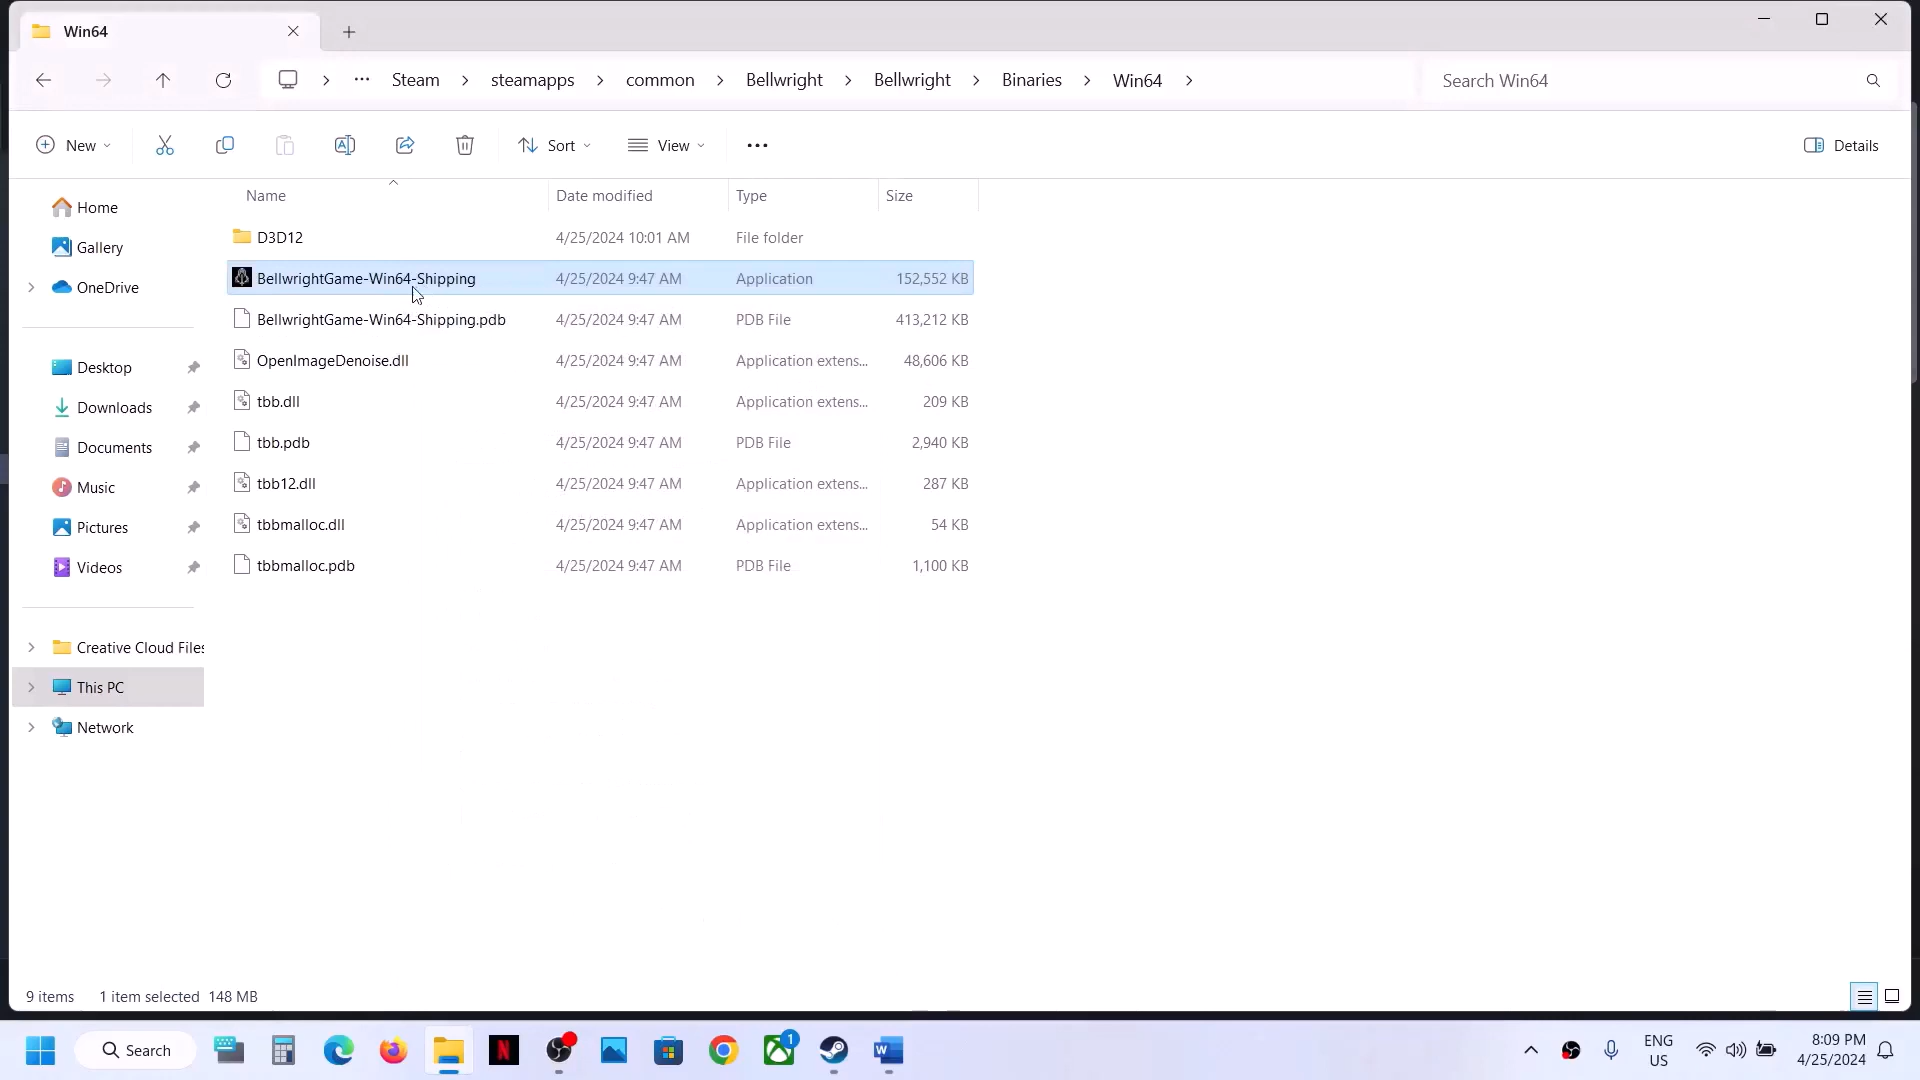 Win64
Steam > steamapps > common > Bellwright > Bellwright > Binaries > Win64 >
Search Win64
New
Sort
View
Details
Name Date modified Type Size
Home
Gallery
OneDrive
Desktop
Downloads
Documents
Music
Pictures
Videos
Creative Cloud Files
This PC
Network
D3D12 4/25/2024 10:01 AM File folder
BellwrightGame-Win64-Shipping 4/25/2024 9:47 AM Application 152,552 KB
BellwrightGame-Win64-Shipping.pdb 4/25/2024 9:47 AM PDB File 413,212 KB
OpenImageDenoise.dll 4/25/2024 9:47 AM Application extens... 48,606 KB
tbb.dll 4/25/2024 9:47 AM Application extens... 209 KB
tbb.pdb 4/25/2024 9:47 AM PDB File 2,940 KB
tbb12.dll 4/25/2024 9:47 AM Application extens... 287 KB
tbbmalloc.dll 4/25/2024 9:47 AM Application extens... 54 KB
tbbmalloc.pdb 4/25/2024 9:47 AM PDB File 1,100 KB
9 items 1 item selected 148 MB
Search
1
ENG
US
8:09 PM
4/25/2024